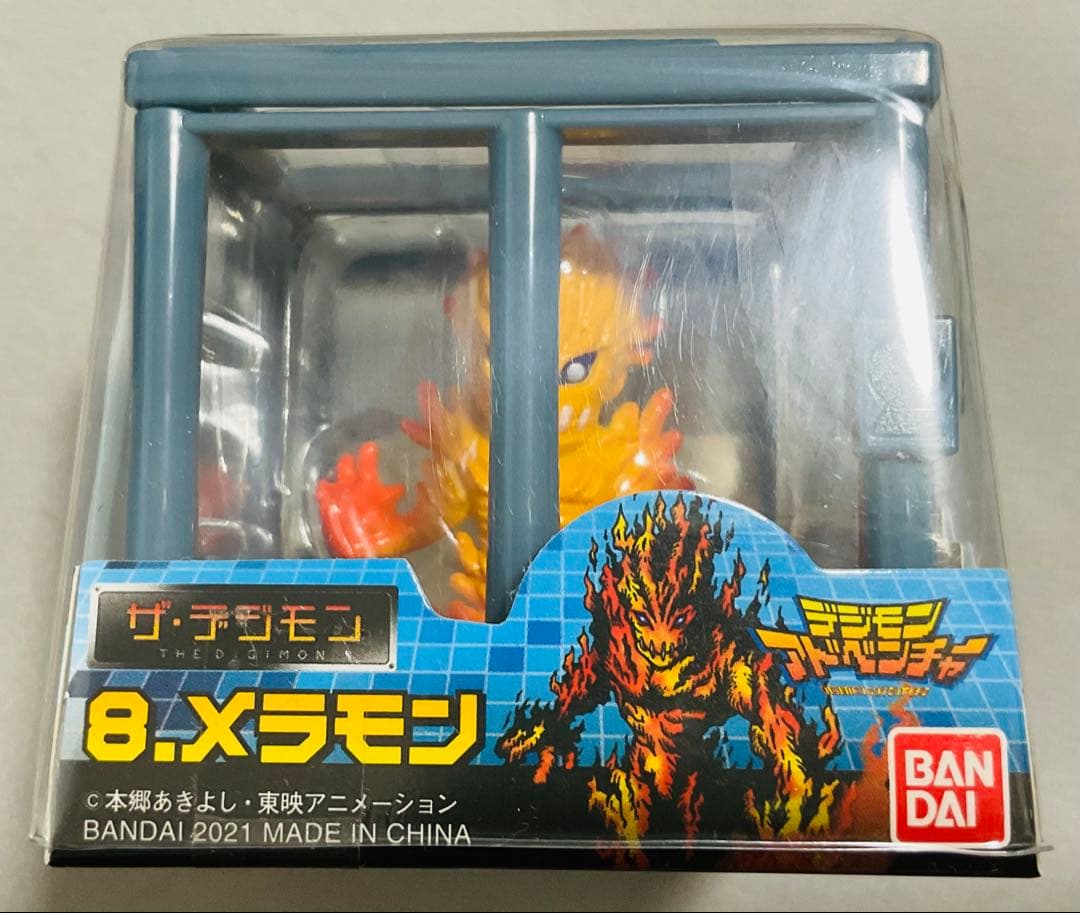 ザ・デジモン
THE DIGIMON
デジモン
アドベンチャー
8.メラモン
©本郷あきよし・東映アニメーション
BANDAI 2021 MADE IN CHINA
BAN
DAI